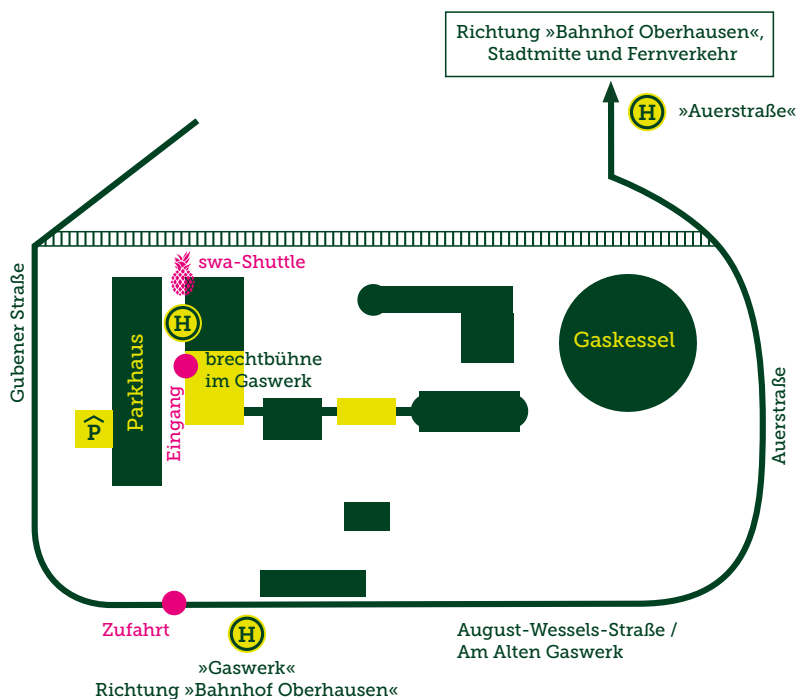 Richtung »Bahnhof Oberhausen«,
Stadtmitte und Fernverkehr
H
»Auerstraße«
swa-Shuttle
H
Gubener Straße
Parkhaus
brechtbühne
im Gaswerk
Eingang
P
Gaskessel
Auerstraße
Zufahrt
H
»Gaswerk«
Richtung »Bahnhof Oberhausen«
August-Wessels-Straße /
Am Alten Gaswerk